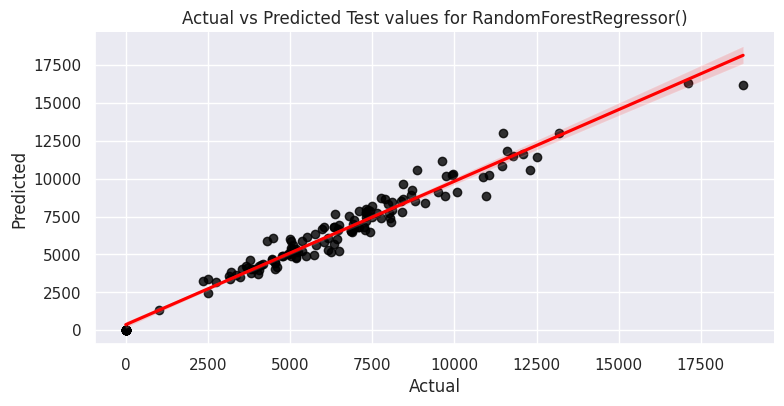 Actual vs Predicted Test values for RandomForestRegressor()
17500
15000
12500
10000
7500
5000
2500
0
Predicted
0 2500 5000 7500 10000 12500 15000 17500
Actual